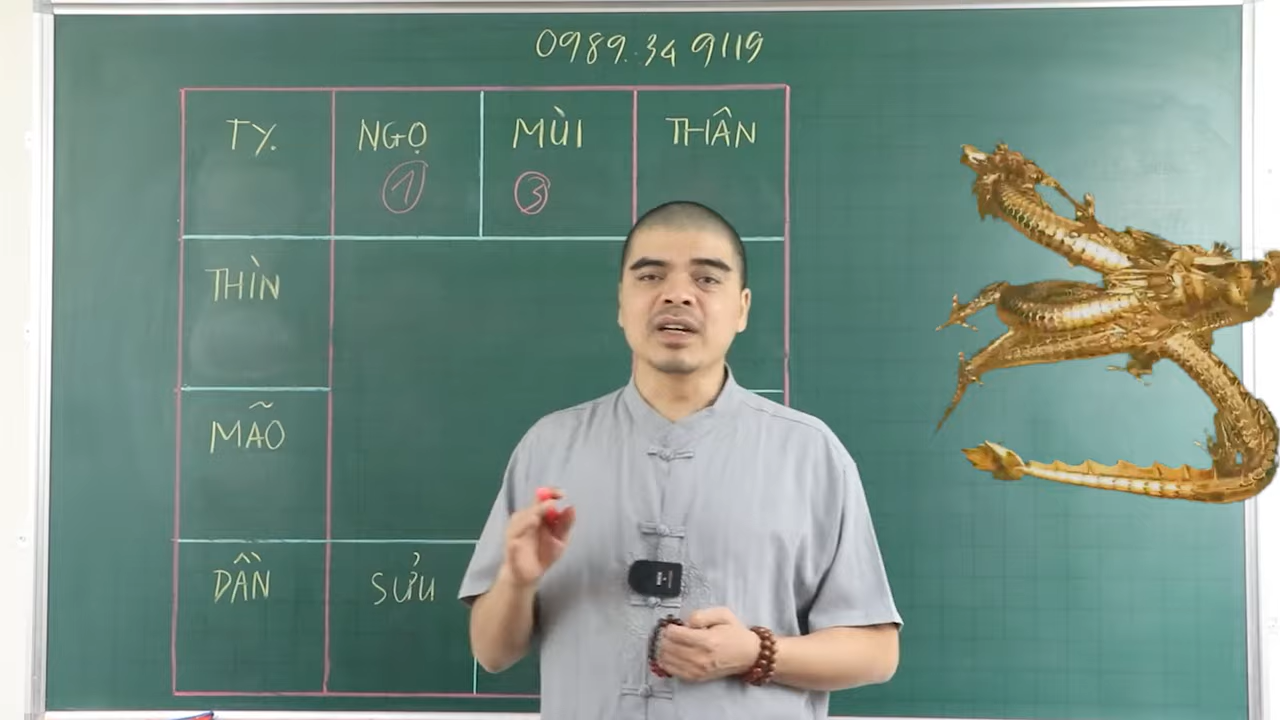 0989.34 9119
TỴ. NGỌ MÙI THÂN
① ③
THÌN
MÃO
DẦN SỬU